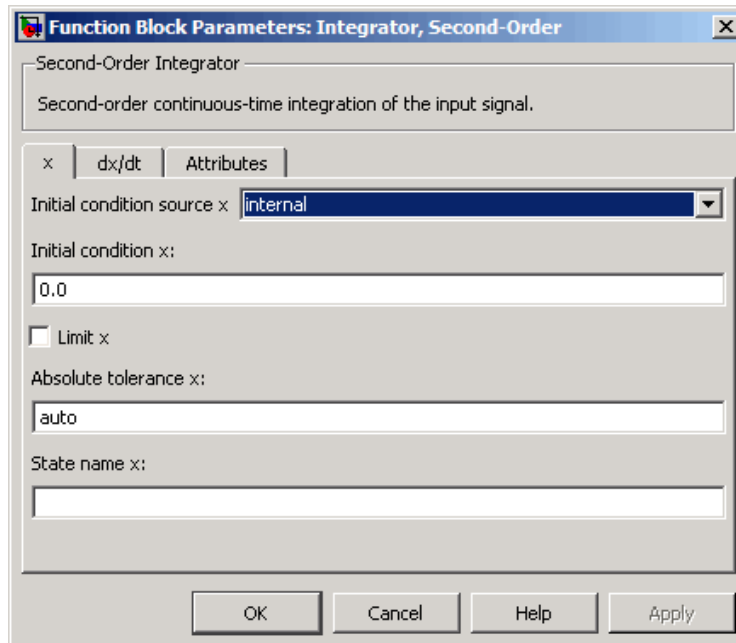 Function Block Parameters: Integrator, Second-Order
Second-Order Integrator
Second-order continuous-time integration of the input signal.
x dx/dt Attributes
Initial condition source x internal
Initial condition x:
0.0
Limit x
Absolute tolerance x:
auto
State name x:
OK Cancel Help Apply